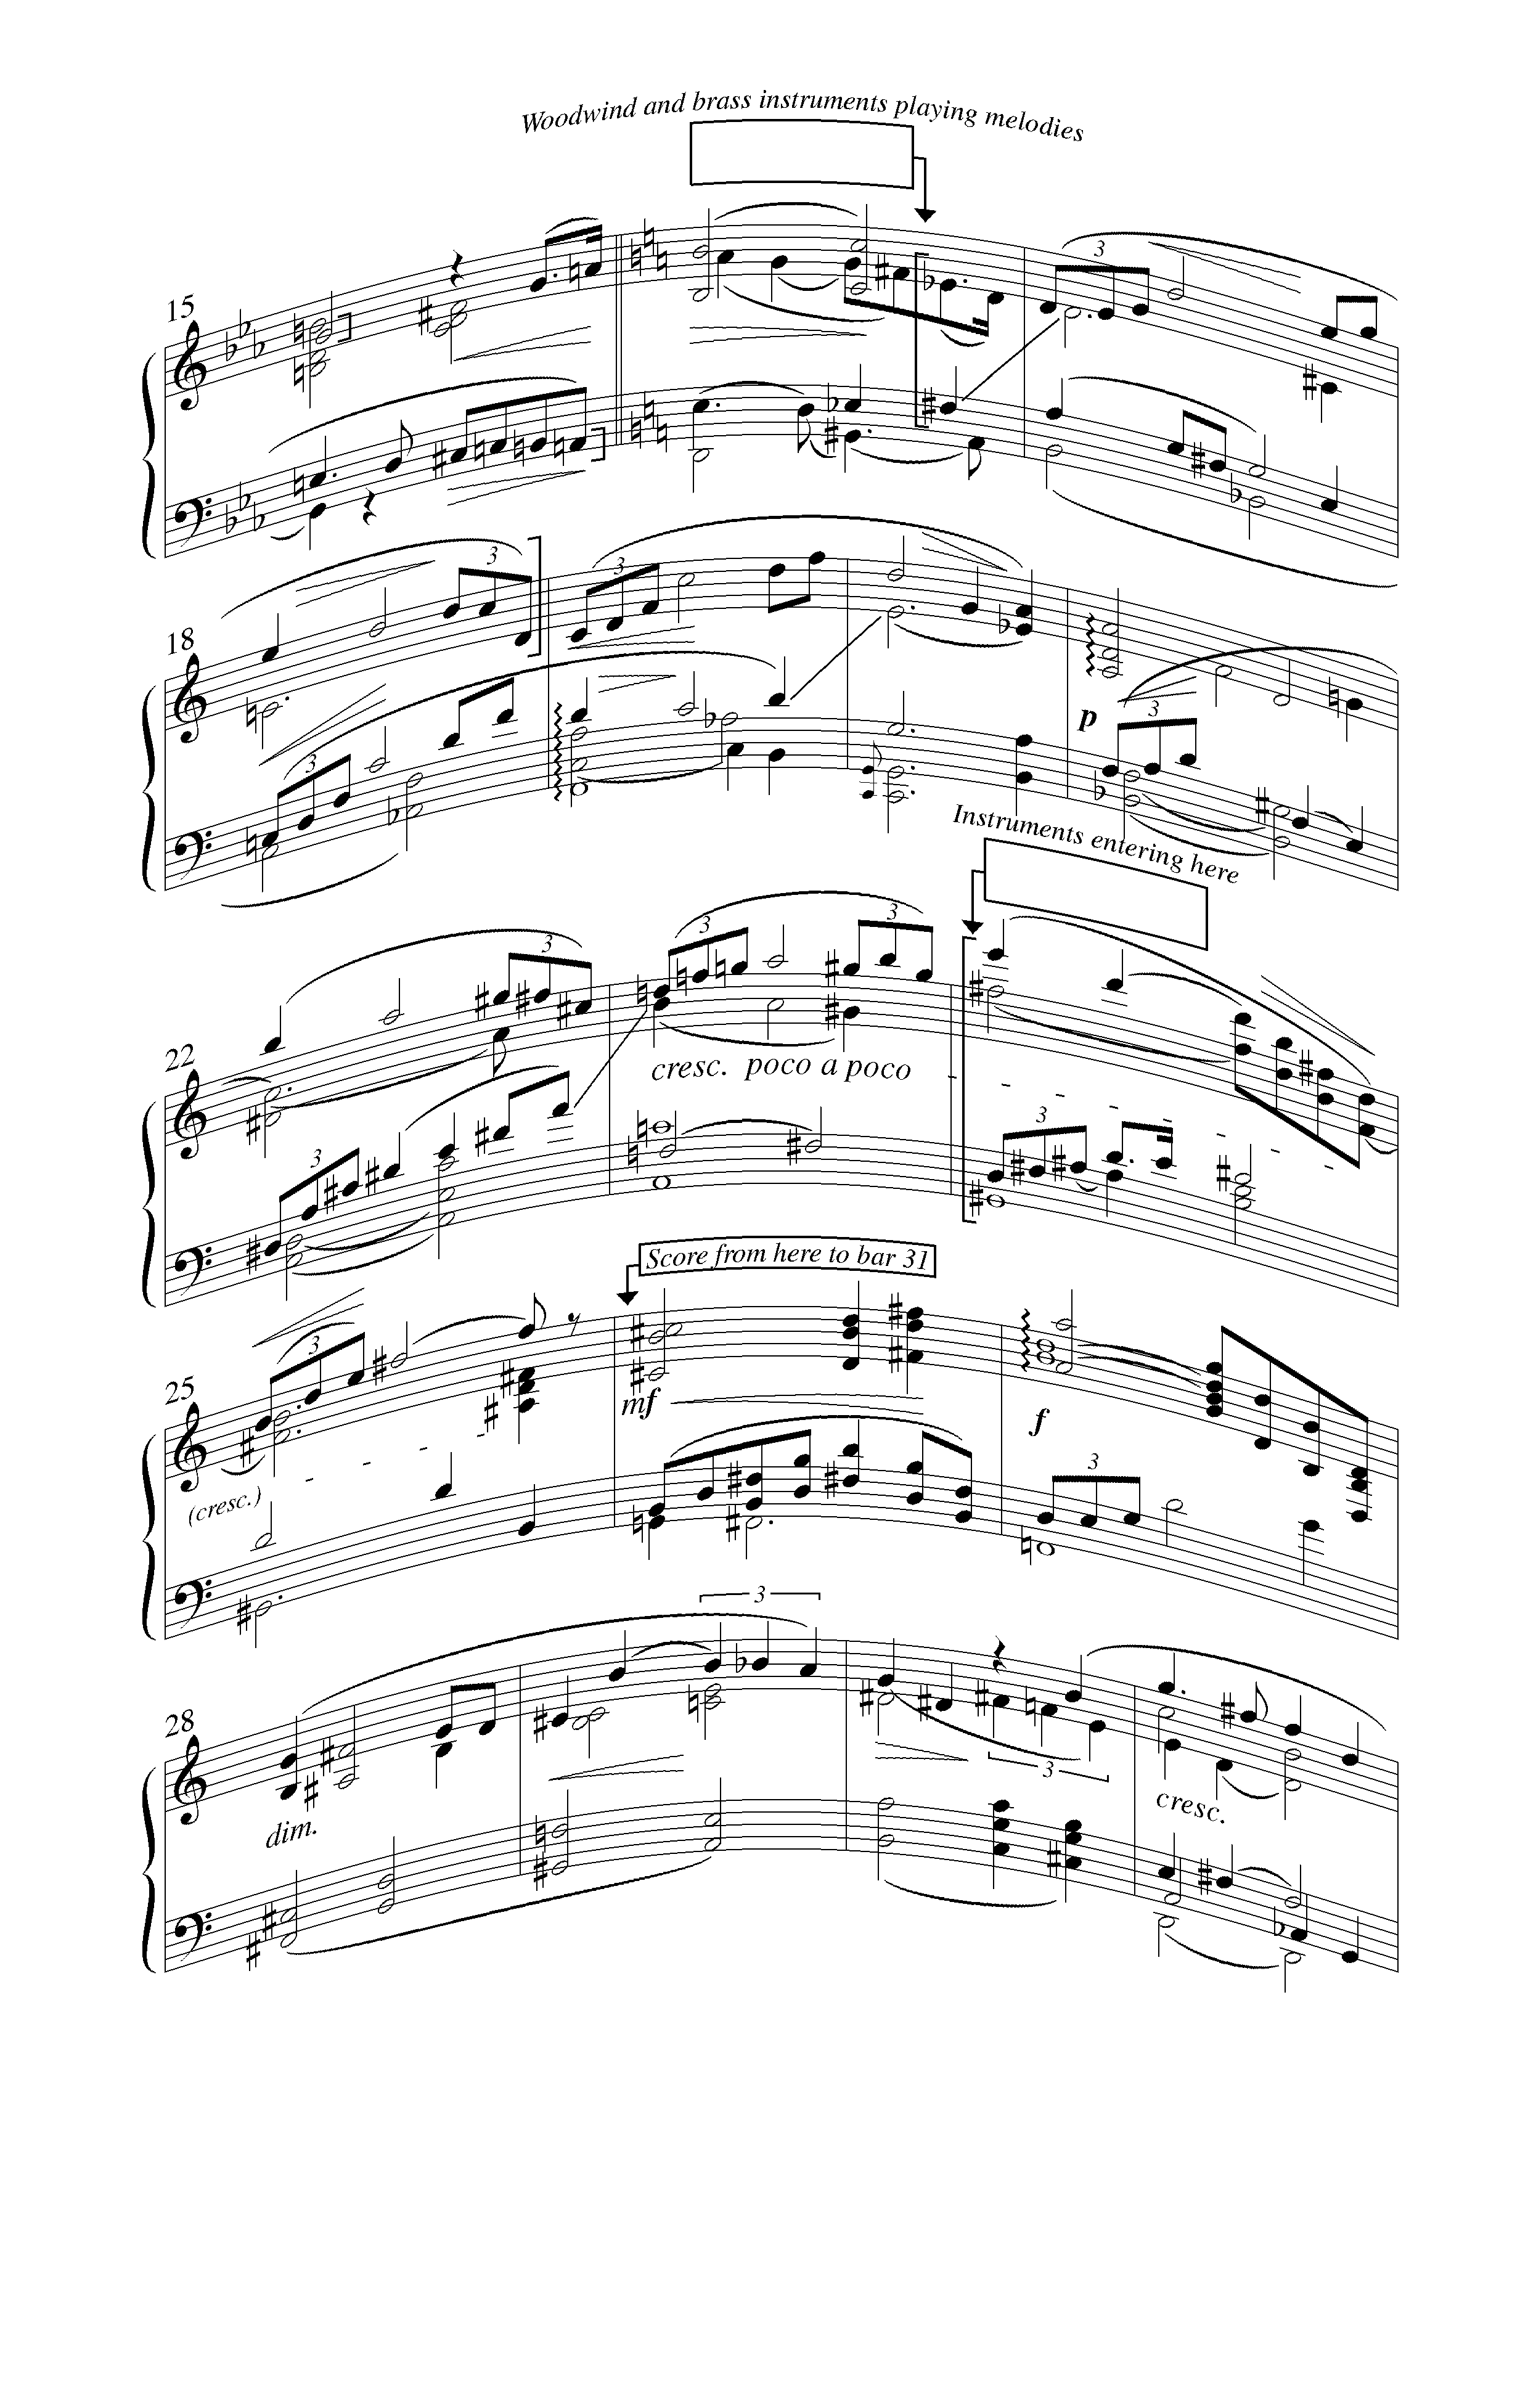 Woodwind and brass instruments playing melodies
3
15
3
3
3
18
3
p
Instruments entering here
3
3
3
22
cresc. poco a poco
3
3
Score from here to bar 31
3
25
mf
f
(cresc.)
3
3
28
3
cresc.
dim.